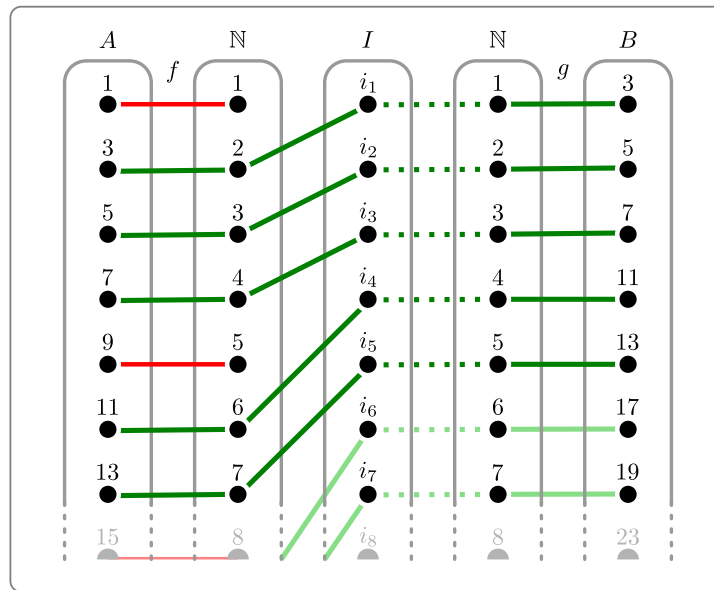 A f ℕ I ℕ g B
1 1 i₁ 1 3
3 2 i₂ 2 5
5 3 i₃ 3 7
7 4 i₄ 4 11
9 5 i₅ 5 13
11 6 i₆ 6 17
13 7 i₇ 7 19
15 8 i₈ 8 23